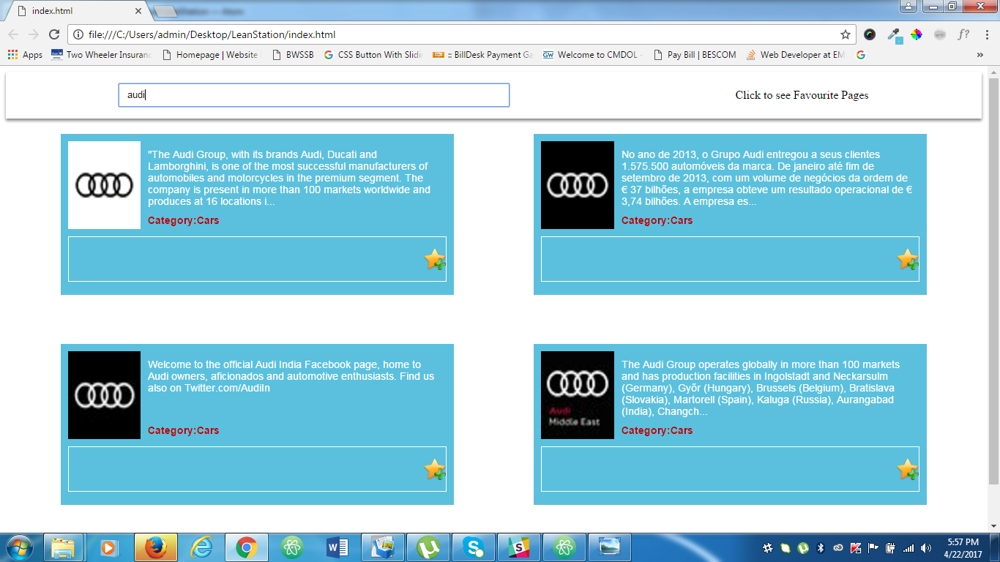 index.html
file:///C:/Users/admin/Desktop/LeanStation/index.html
f?
Apps
Two Wheeler Insuranc
Homepage | Website
BWSSB
CSS Button With Slidi
:: BillDesk Payment Ga
GW
Welcome to CMDOL -
Pay Bill | BESCOM
Web Developer at EM
»
audi
Click to see Favourite Pages
"The Audi Group, with its brands Audi, Ducati and
Lamborghini, is one of the most successful manufacturers of
automobiles and motorcycles in the premium segment. The
company is present in more than 100 markets worldwide and
produces at 16 locations i...
Category:Cars
No ano de 2013, o Grupo Audi entregou a seus clientes
1.575.500 automóveis da marca. De janeiro até fim de
setembro de 2013, com um volume de negócios da ordem de
€ 37 bilhões, a empresa obteve um resultado operacional de €
3,74 bilhões. A empresa es...
Category:Cars
Welcome to the official Audi India Facebook page, home to
Audi owners, aficionados and automotive enthusiasts. Find us
also on Twitter.com/AudiIn
Category:Cars
Audi
Middle East
The Audi Group operates globally in more than 100 markets
and has production facilities in Ingolstadt and Neckarsulm
(Germany), Győr (Hungary), Brussels (Belgium), Bratislava
(Slovakia), Martorell (Spain), Kaluga (Russia), Aurangabad
(India), Changch...
Category:Cars
5:57 PM
4/22/2017